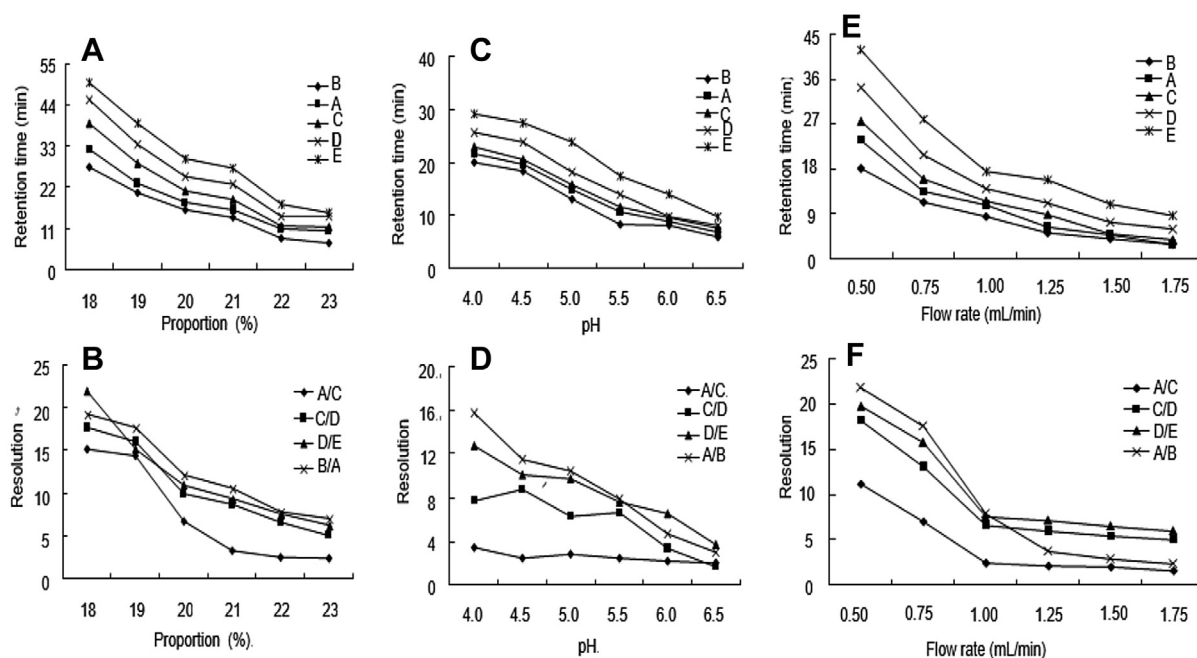 A
Retention time (min)
55
44
33
22
11
0
B
A
C
D
E
18 19 20 21 22 23
Proportion (%)
C
Retention time (min)
40
30
20
10
0
B
A
C
D
E
4.0 4.5 5.0 5.5 6.0 6.5
pH
E
Retention time (min)
45
36
27
18
9
0
B
A
C
D
E
0.50 0.75 1.00 1.25 1.50 1.75
Flow rate (mL/min)
B
Resolution
25
20
15
10
5
0
A/C
C/D
D/E
B/A
18 19 20 21 22 23
Proportion (%).
D
Resolution
20.
16.
12
8
4
0
A/C.
C/D
D/E
A/B
4.0 4.5 5.0 5.5 6.0 6.5
pH.
F
Resolution
25
20
15
10
5
0
A/C
C/D
D/E
A/B
0.50 0.75 1.00 1.25 1.50 1.75
Flow rate (mL/min)